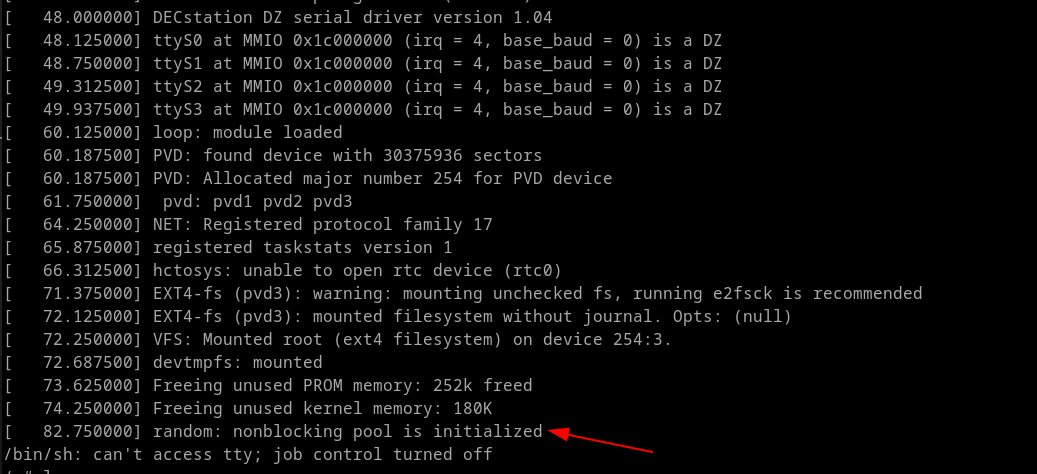 [   48.000000] DECstation DZ serial driver version 1.04
[   48.125000] ttyS0 at MMIO 0x1c000000 (irq = 4, base_baud = 0) is a DZ
[   48.750000] ttyS1 at MMIO 0x1c000000 (irq = 4, base_baud = 0) is a DZ
[   49.312500] ttyS2 at MMIO 0x1c000000 (irq = 4, base_baud = 0) is a DZ
[   49.937500] ttyS3 at MMIO 0x1c000000 (irq = 4, base_baud = 0) is a DZ
[   60.125000] loop: module loaded
[   60.187500] PVD: found device with 30375936 sectors
[   60.187500] PVD: Allocated major number 254 for PVD device
[   61.750000]  pvd: pvd1 pvd2 pvd3
[   64.250000] NET: Registered protocol family 17
[   65.875000] registered taskstats version 1
[   66.312500] hctosys: unable to open rtc device (rtc0)
[   71.375000] EXT4-fs (pvd3): warning: mounting unchecked fs, running e2fsck is recommended
[   72.125000] EXT4-fs (pvd3): mounted filesystem without journal. Opts: (null)
[   72.250000] VFS: Mounted root (ext4 filesystem) on device 254:3.
[   72.687500] devtmpfs: mounted
[   73.625000] Freeing unused PROM memory: 252k freed
[   74.250000] Freeing unused kernel memory: 180K
[   82.750000] random: nonblocking pool is initialized
/bin/sh: can't access tty; job control turned off